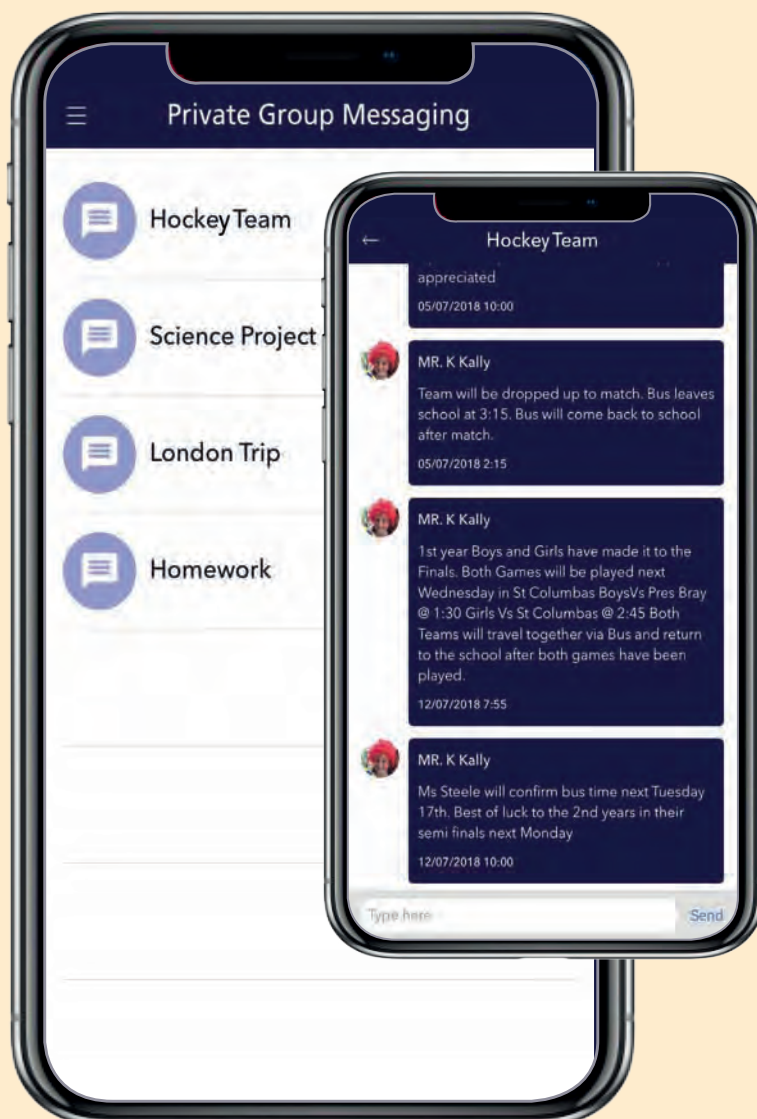 Private Group Messaging
Hockey Team
Science Project
London Trip
Homework
Hockey Team
appreciated
05/07/2018 10:00
MR. K Kally
Team will be dropped up to match. Bus leaves
school at 3:15. Bus will come back to school
after match.
05/07/2018 2:15
MR. K Kally
1st year Boys and Girls have made it to the
Finals. Both Games will be played next
Wednesday in St Columbas BoysVs Pres Bray
@ 1:30 Girls Vs St Columbas @ 2:45 Both
Teams will travel together via Bus and return
to the school after both games have been
played.
12/07/2018 7:55
MR. K Kally
Ms Steele will confirm bus time next Tuesday
17th. Best of luck to the 2nd years in their
semi finals next Monday
12/07/2018 10:00
Type here
Send